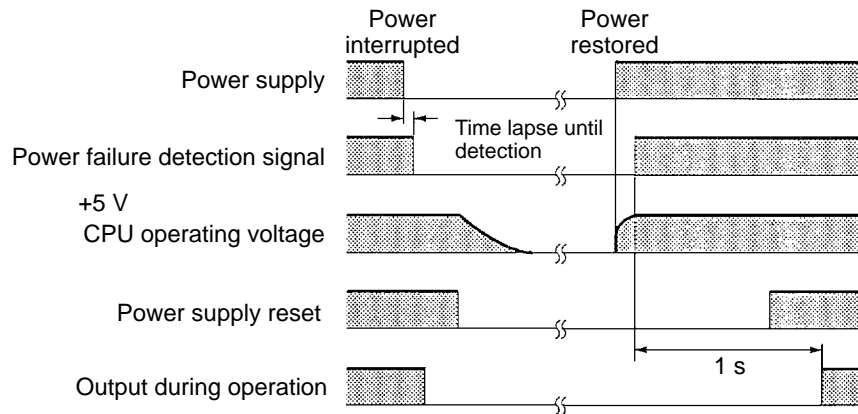 Power
interrupted
Power
restored
Power supply
Time lapse until
detection
Power failure detection signal
+5 V
CPU operating voltage
Power supply reset
1 s
Output during operation